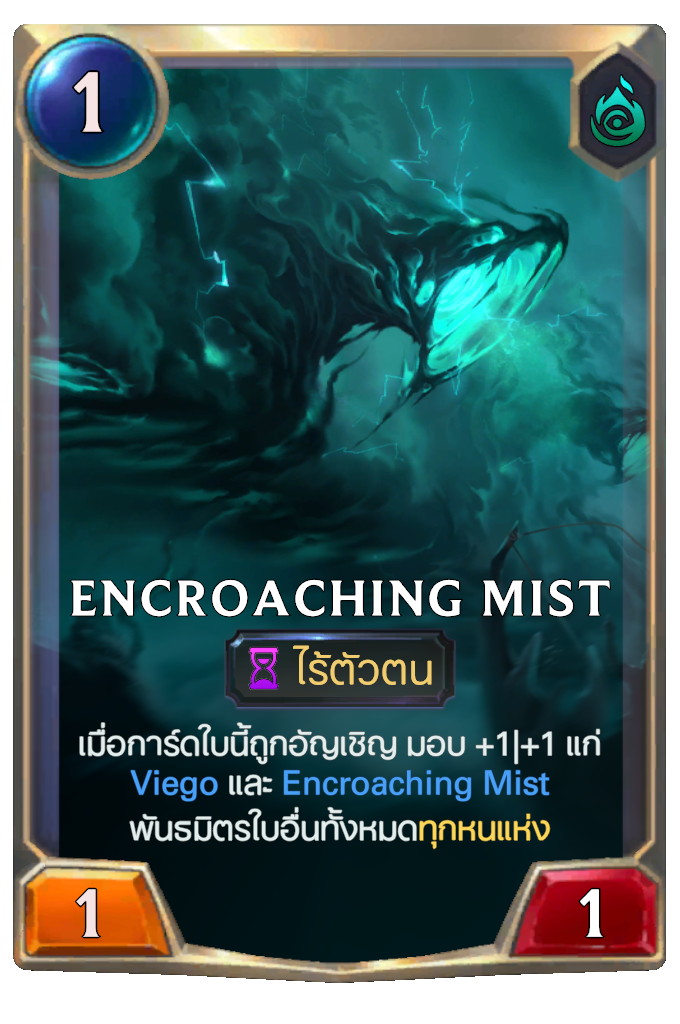 1
ENCROACHING MIST
ไร้ตัวตน
เมื่อการ์ดใบนี้ถูกอัญเชิญ มอบ +1|+1 แก่
Viego และ Encroaching Mist
พันธมิตรใบอื่นทั้งหมดทุกหนแห่ง
1
1